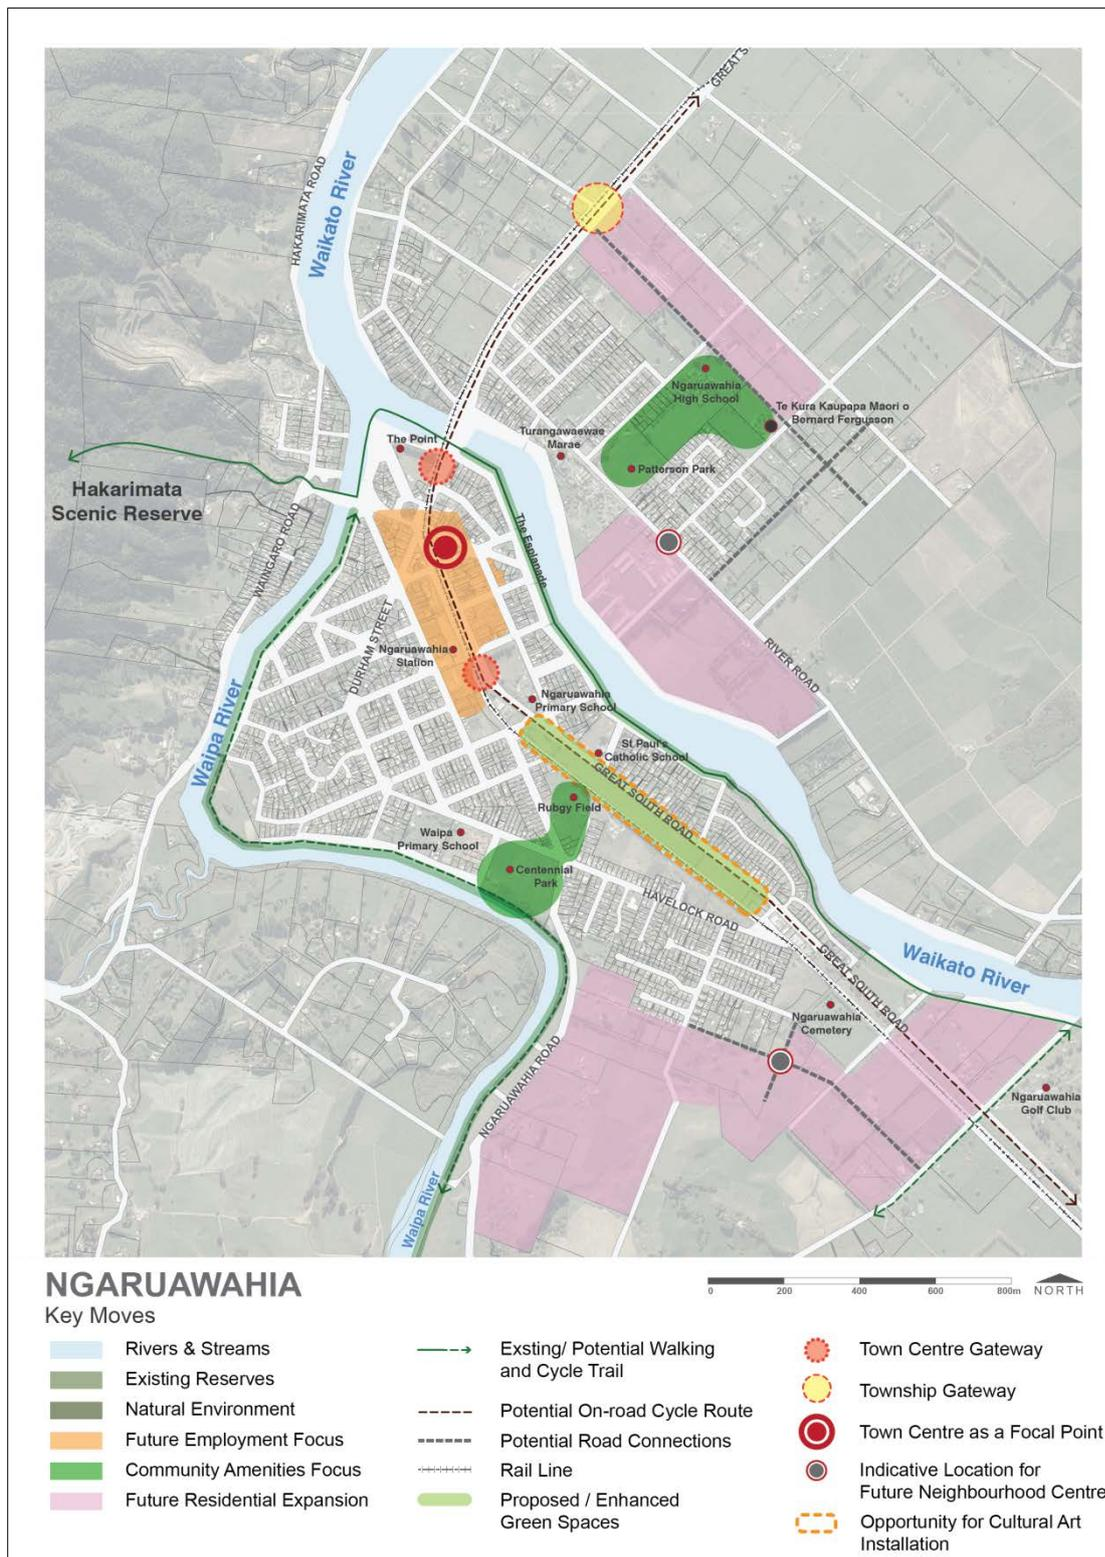 GREAT S
HAKARIMATA ROAD
Waikato River
Ngaruawahia
High School
Te Kura Kaupapa Maori o
Bernard Fergusson
Turangawaewae
Marae
The Point
Patterson Park
Hakarimata
Scenic Reserve
WAINGARO ROAD
The Esplanade
DURHAM STREET
Ngaruawahia
Station
RIVER ROAD
Waipa River
Ngaruawahia
Primary School
St Paul's
Catholic School
GREAT SOUTH ROAD
Rubgy Field
Waipa
Primary School
Centennial
Park
HAVELOCK ROAD
Waikato River
GREAT SOUTH ROAD
Ngaruawahia
Cemetery
NGARUAWAHIA ROAD
Ngaruawahia
Golf Club
Waipa River
NGARUAWAHIA
Key Moves
0 200 400 600 800m
NORTH
Rivers & Streams
Existing Reserves
Natural Environment
Future Employment Focus
Community Amenities Focus
Future Residential Expansion
Exsting/ Potential Walking
and Cycle Trail
Potential On-road Cycle Route
Potential Road Connections
Rail Line
Proposed / Enhanced
Green Spaces
Town Centre Gateway
Township Gateway
Town Centre as a Focal Point
Indicative Location for
Future Neighbourhood Centre
Opportunity for Cultural Art
Installation